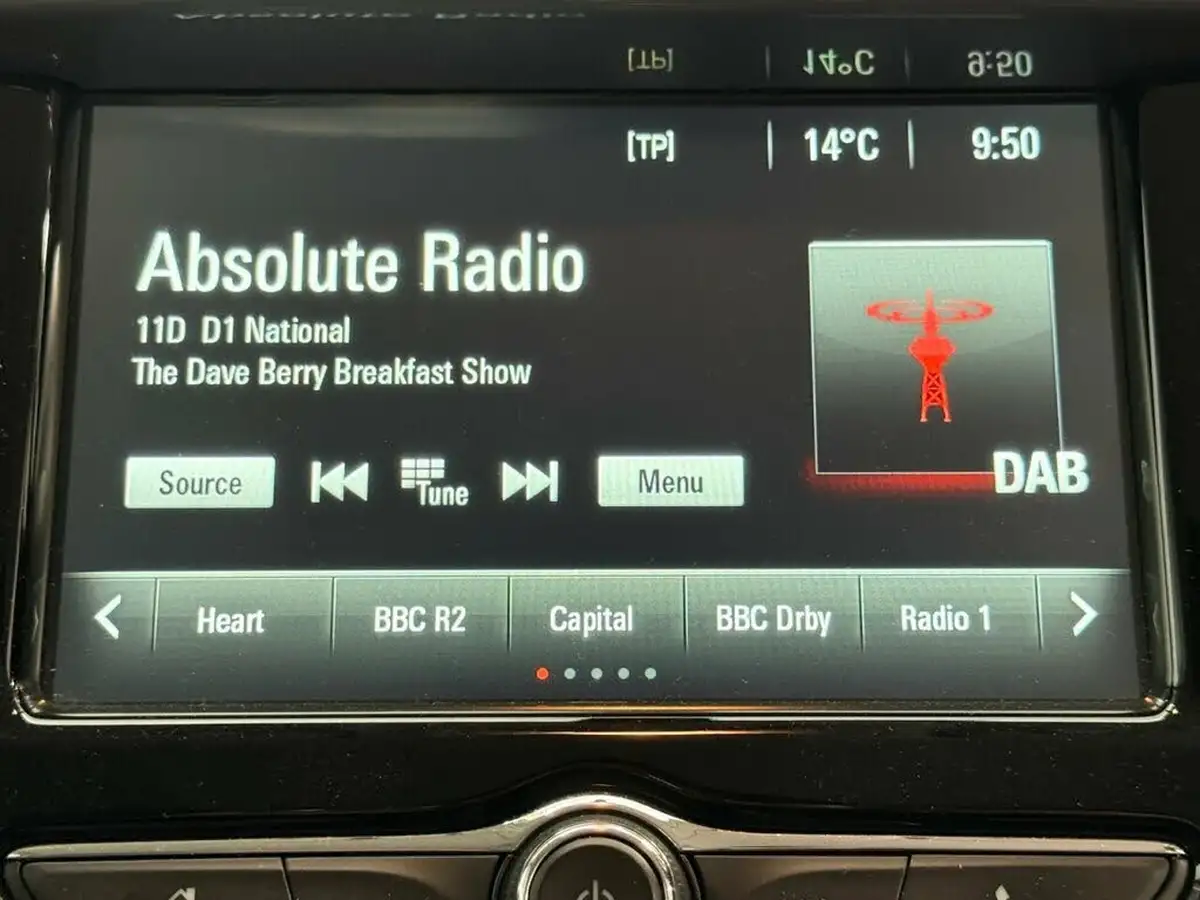 [TP] 14°C 9:50
Absolute Radio
11D D1 National
The Dave Berry Breakfast Show
Source Tune Menu
DAB
Heart BBC R2 Capital BBC Drby Radio 1